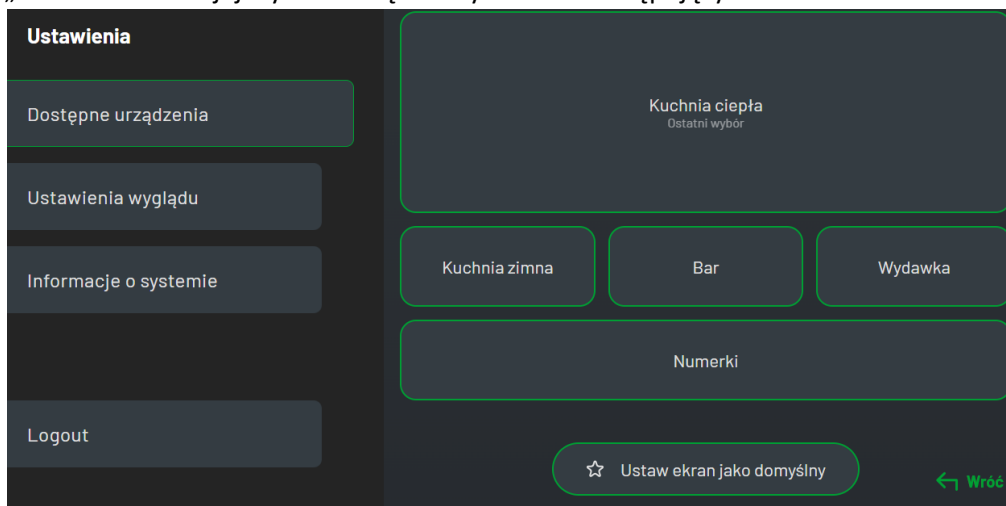 Ustawienia
Dostępne urządzenia
Ustawienia wyglądu
Informacje o systemie
Logout
Kuchnia ciepła
Ostatni wybór
Kuchnia zimna
Bar
Wydawka
Numerki
Ustaw ekran jako domyślny
Wróć